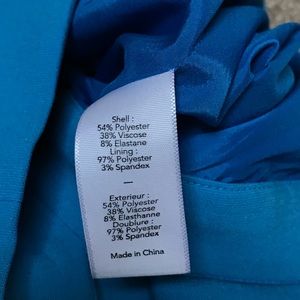 Shell :
54% Polyester
38% Viscose
8% Elastane
Lining :
97% Polyester
3% Spandex
—
Exterieur :
54% Polyester
38% Viscose
8% Elasthanne
Doublure :
97% Polyester
3% Spandex
Made in China